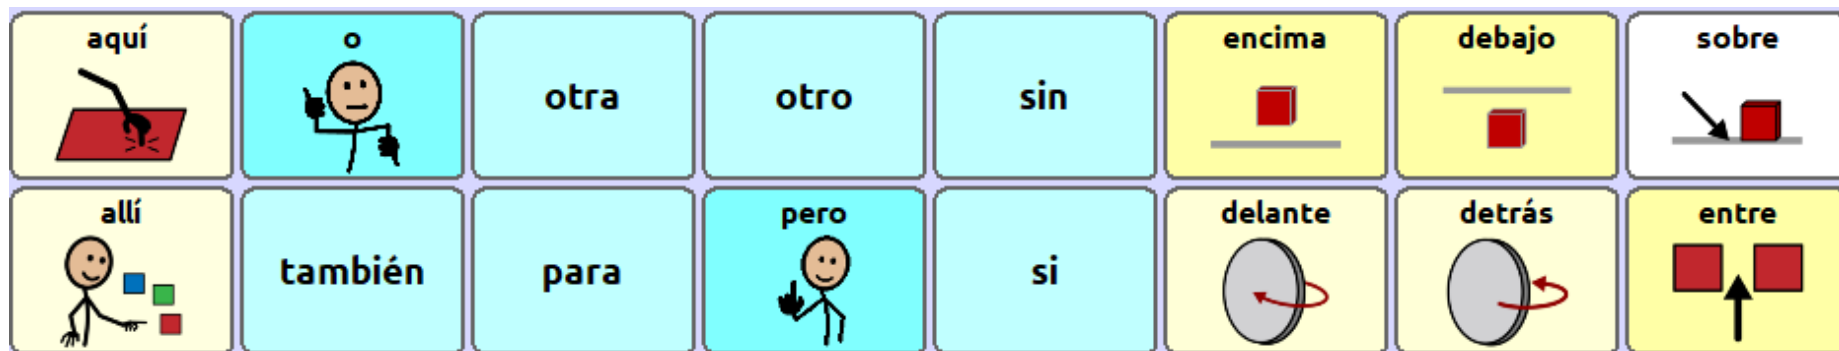 aquí o otra otro sin encima debajo sobre
allí también para pero si delante detrás entre